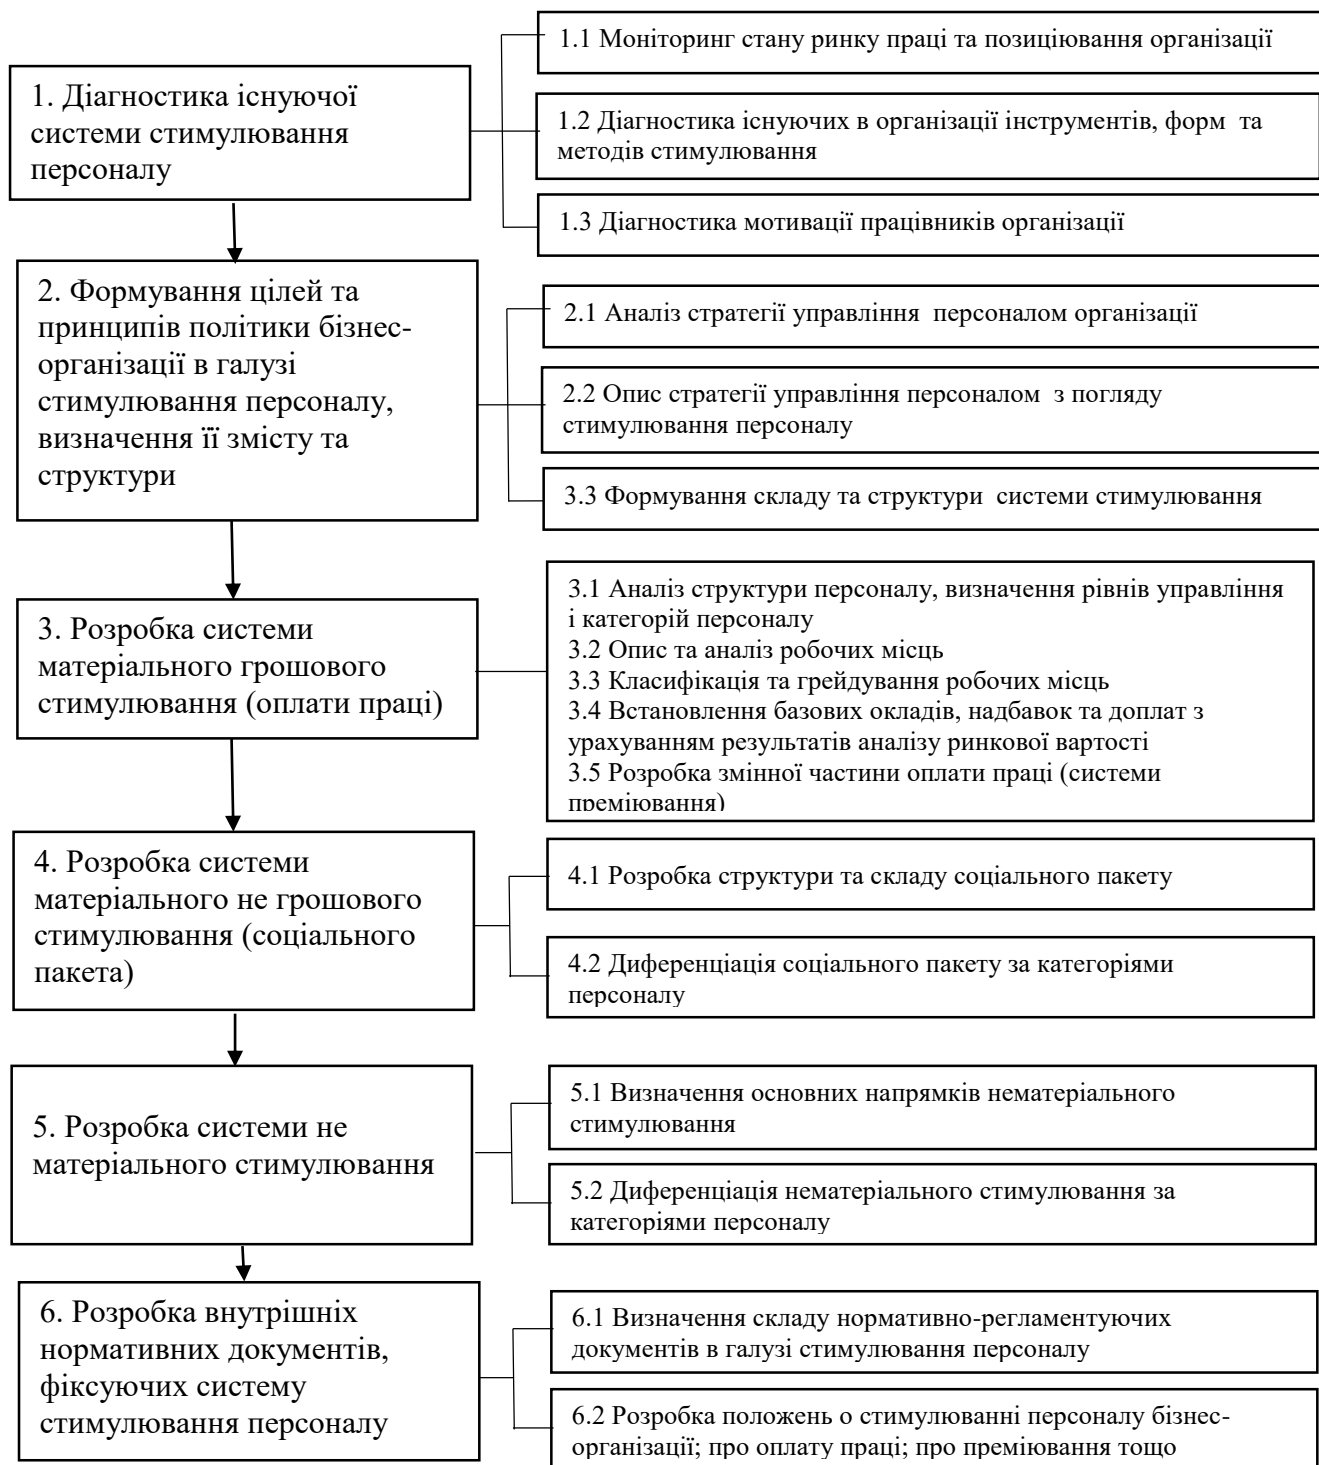 1. Діагностика існуючої
системи стимулювання
персоналу
1.1 Моніторинг стану ринку праці та позиціювання організації
1.2 Діагностика існуючих в організації інструментів, форм та
методів стимулювання
1.3 Діагностика мотивації працівників організації
2. Формування цілей та
принципів політики бізнес-
організації в галузі
стимулювання персоналу,
визначення її змісту та
структури
2.1 Аналіз стратегії управління персоналом організації
2.2 Опис стратегії управління персоналом з погляду
стимулювання персоналу
3.3 Формування складу та структури системи стимулювання
3. Розробка системи
матеріального грошового
стимулювання (оплати праці)
3.1 Аналіз структури персоналу, визначення рівнів управління
і категорій персоналу
3.2 Опис та аналіз робочих місць
3.3 Класифікація та грейдування робочих місць
3.4 Встановлення базових окладів, надбавок та доплат з
урахуванням результатів аналізу ринкової вартості
3.5 Розробка змінної частини оплати праці (системи
преміювання)
4. Розробка системи
матеріального не грошового
стимулювання (соціального
пакета)
4.1 Розробка структури та складу соціального пакету
4.2 Диференціація соціального пакету за категоріями
персоналу
5. Розробка системи не
матеріального стимулювання
5.1 Визначення основних напрямків нематеріального
стимулювання
5.2 Диференціація нематеріального стимулювання за
категоріями персоналу
6. Розробка внутрішніх
нормативних документів,
фіксуючих систему
стимулювання персоналу
6.1 Визначення складу нормативно-регламентуючих
документів в галузі стимулювання персоналу
6.2 Розробка положень о стимулюванні персоналу бізнес-
організації; про оплату праці; про преміювання тощо